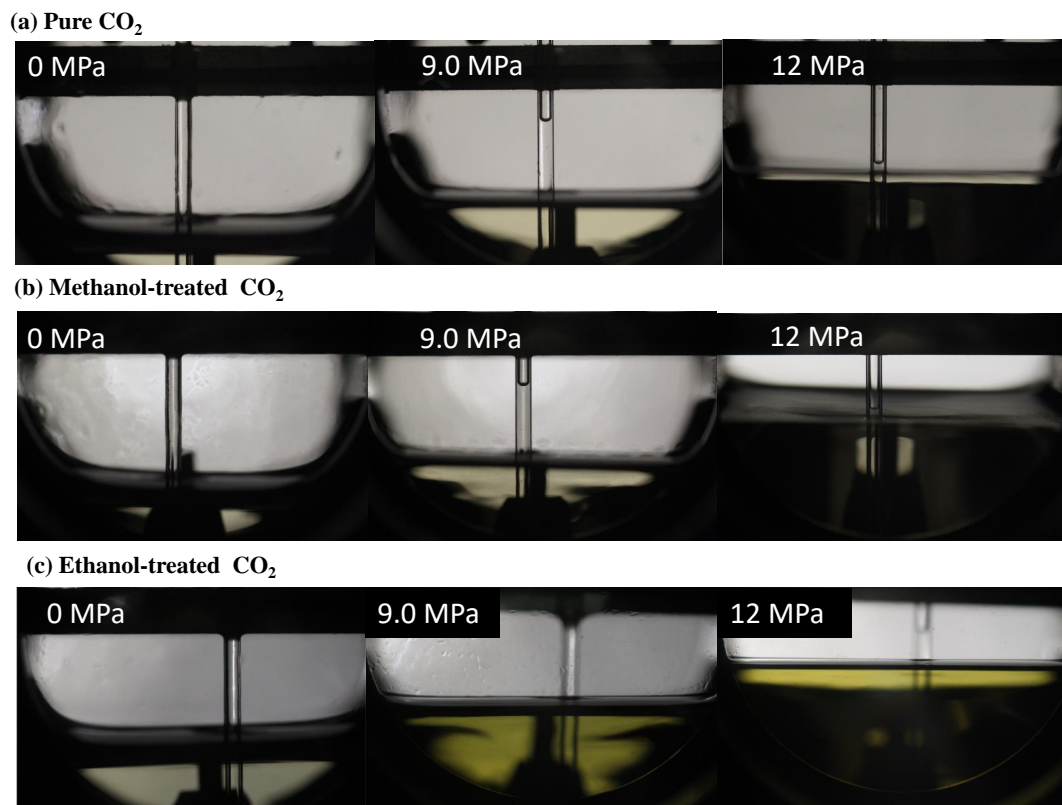 (a) Pure CO₂
0 MPa 9.0 MPa 12 MPa
(b) Methanol-treated CO₂
0 MPa 9.0 MPa 12 MPa
(c) Ethanol-treated CO₂
0 MPa 9.0 MPa 12 MPa